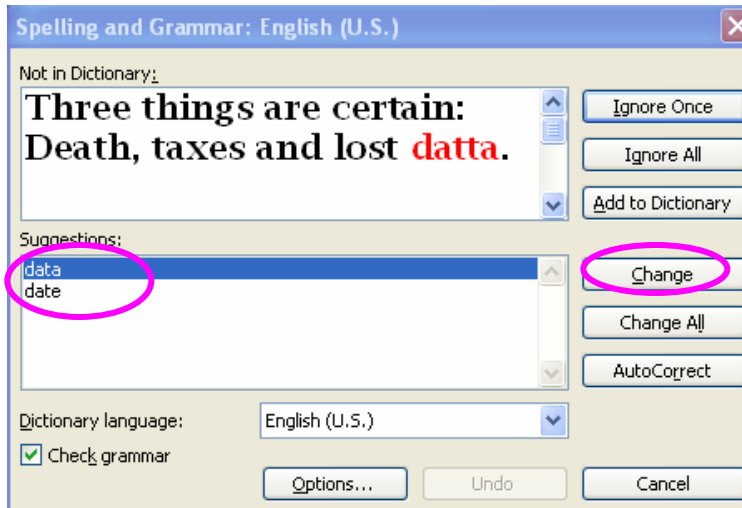 Spelling and Grammar: English (U.S.)
Not in Dictionary:
Three things are certain:
Death, taxes and lost datta.
Ignore Once
Ignore All
Add to Dictionary
Suggestions:
data
date
Change
Change All
AutoCorrect
Dictionary language:
English (U.S.)
Check grammar
Options...
Undo
Cancel